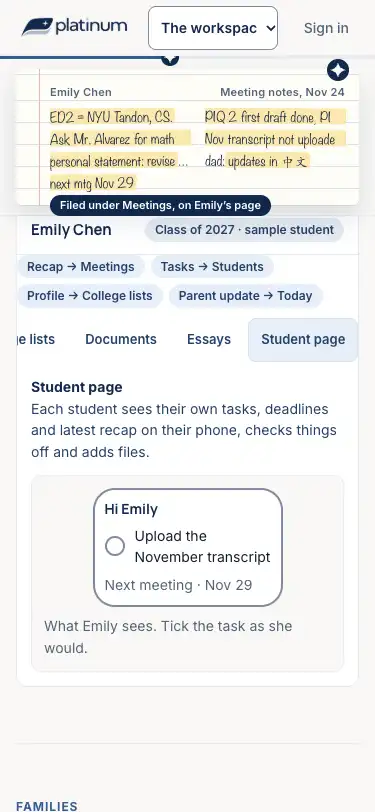 platinum
The workspac
Sign in
Emily Chen
Meeting notes, Nov 24
ED2 = NYU Tandon, CS.
Ask Mr. Alvarez for math
personal statement: revise ...
next mtg Nov 29
PIQ 2 first draft done, PI
Nov transcript not uploade
dad: updates in 中文
Filed under Meetings, on Emily's page
Emily Chen
Class of 2027 · sample student
Recap → Meetings
Tasks → Students
Profile → College lists
Parent update → Today
e lists
Documents
Essays
Student page
Student page
Each student sees their own tasks, deadlines
and latest recap on their phone, checks things
off and adds files.
Hi Emily
Upload the
November transcript
Next meeting · Nov 29
What Emily sees. Tick the task as she
would.
FAMILIES